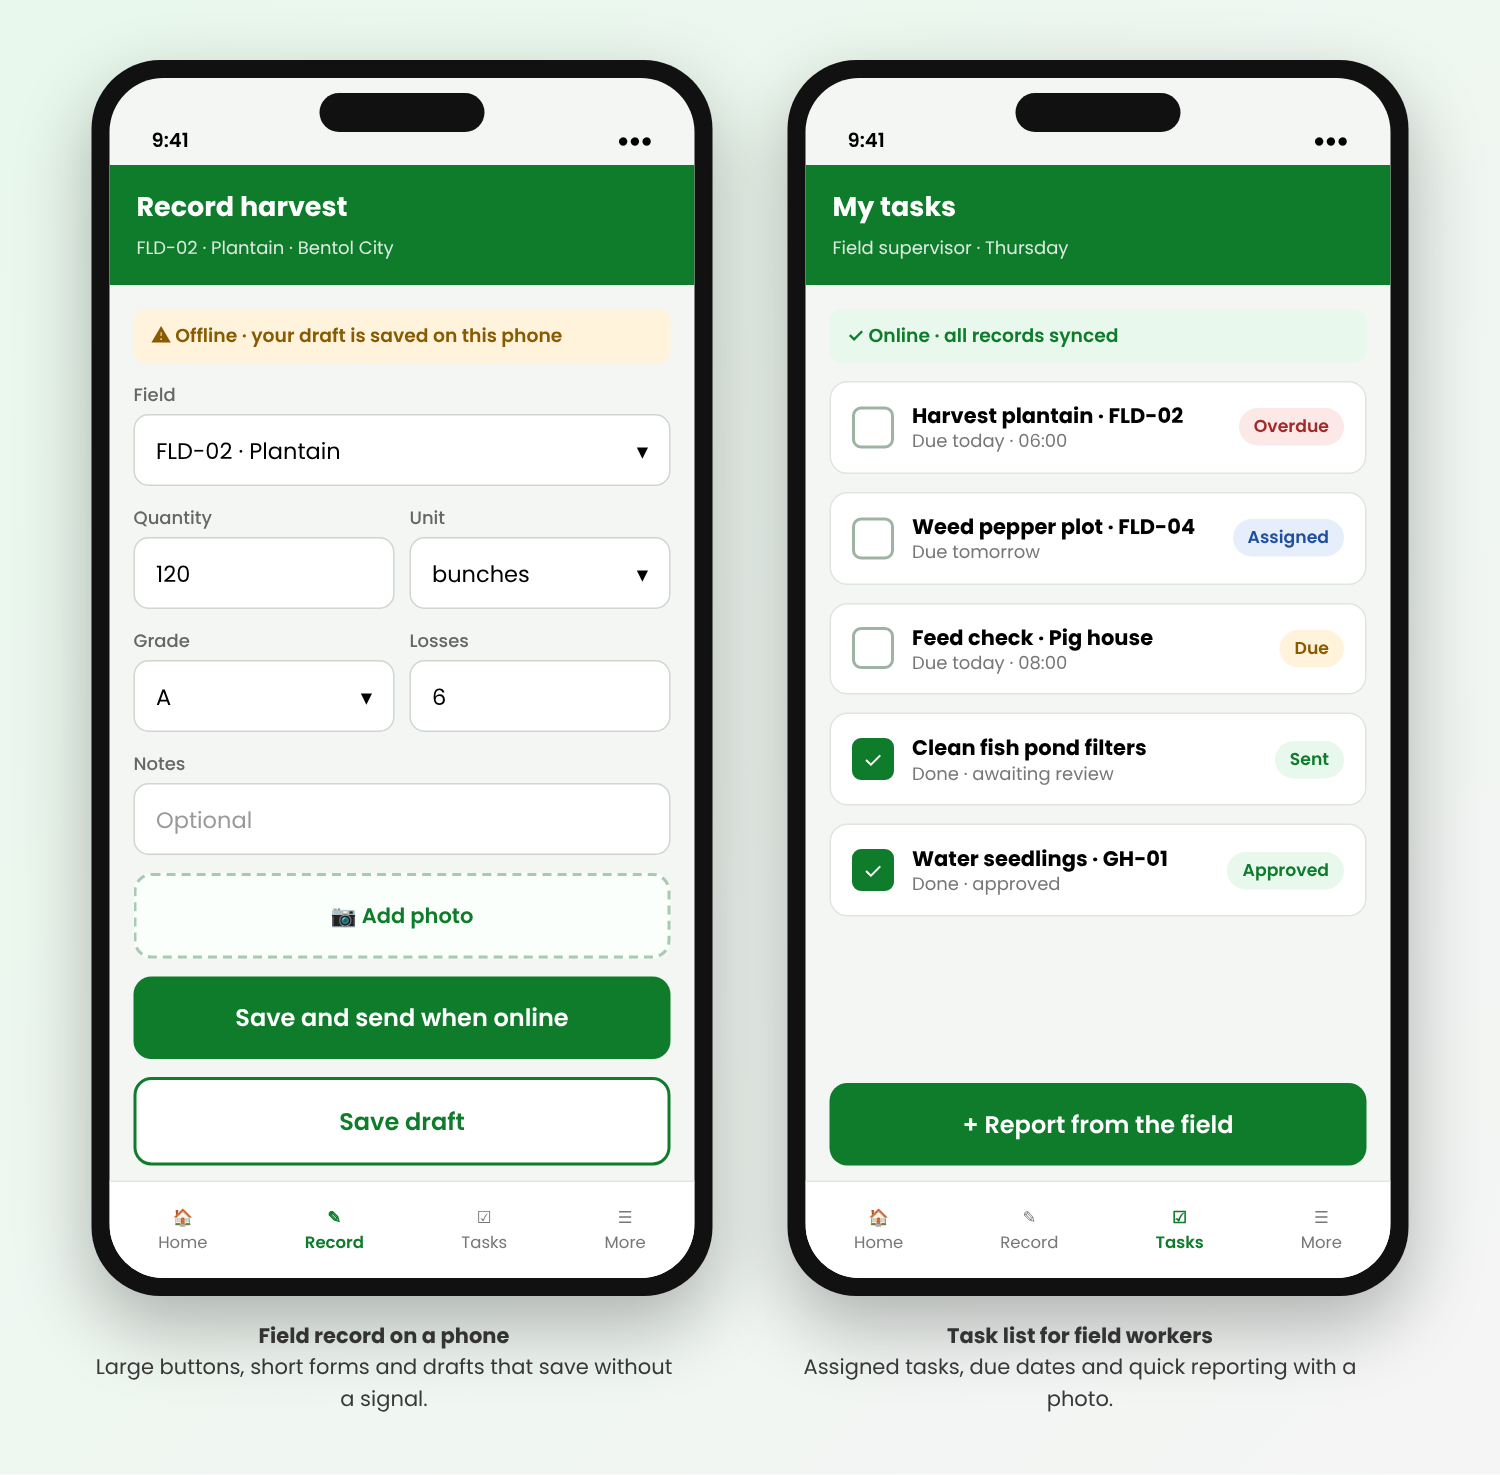 9:41
Record harvest
FLD-02 · Plantain · Bentol City
⚠ Offline · your draft is saved on this phone
Field
FLD-02 · Plantain ▾
Quantity
Unit
120
bunches ▾
Grade
Losses
A ▾
6
Notes
Optional
📷 Add photo
Save and send when online
Save draft
Home
Record
Tasks
More
Field record on a phone
Large buttons, short forms and drafts that save without
a signal.
9:41
My tasks
Field supervisor · Thursday
✓ Online · all records synced
Harvest plantain · FLD-02
Due today · 06:00
Overdue
Weed pepper plot · FLD-04
Due tomorrow
Assigned
Feed check · Pig house
Due today · 08:00
Due
Clean fish pond filters
Done · awaiting review
Sent
Water seedlings · GH-01
Done · approved
Approved
+ Report from the field
Home
Record
Tasks
More
Task list for field workers
Assigned tasks, due dates and quick reporting with a
photo.